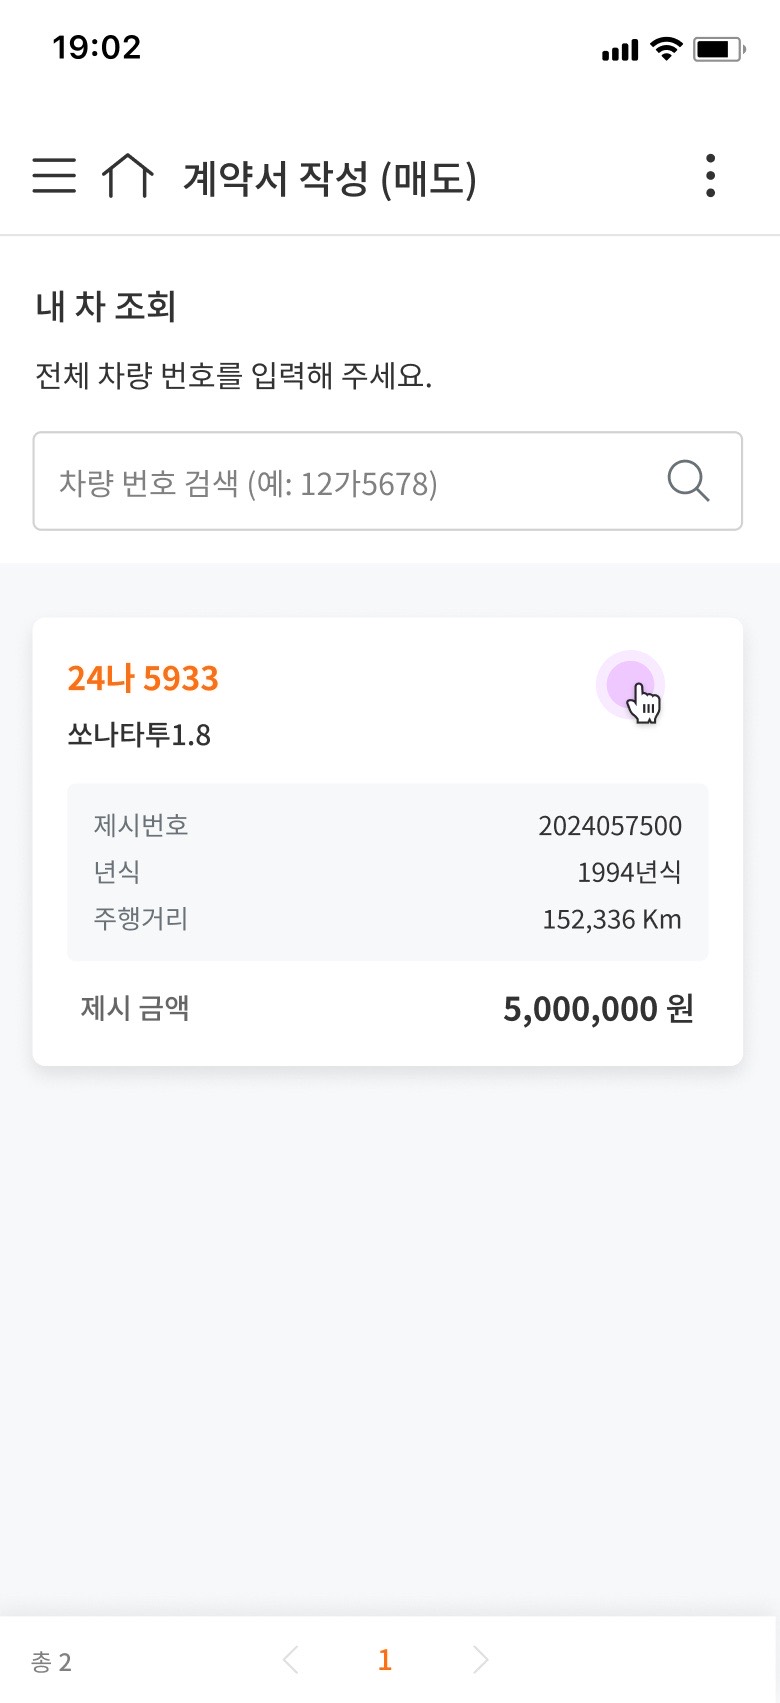 19:02
계약서 작성 (매도)
내 차 조회
전체 차량 번호를 입력해 주세요.
차량 번호 검색 (예: 12가5678)
24나 5933
쏘나타투1.8
제시번호 2024057500
년식 1994년식
주행거리 152,336 Km
제시 금액 5,000,000 원
총 2 1